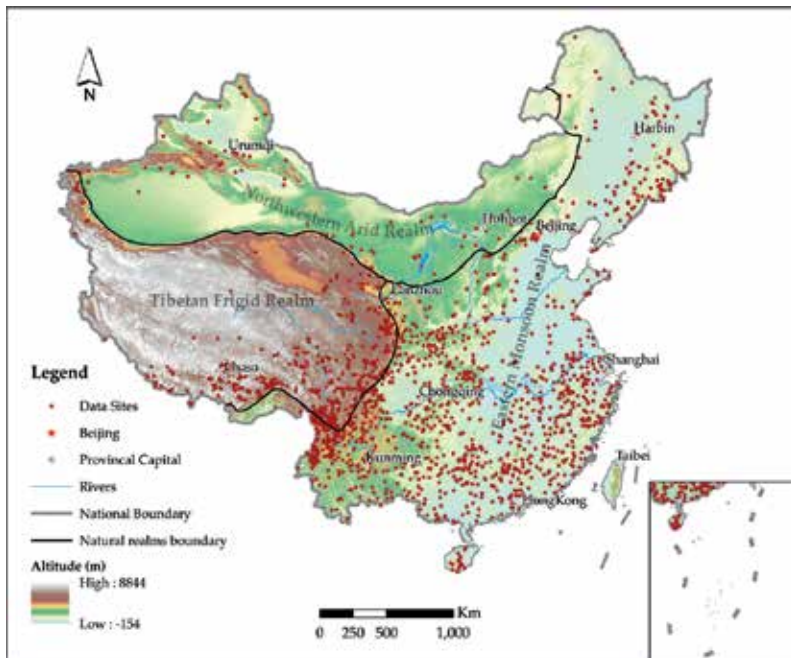 N
Harbin
Urumqi
Northwestern Arid Realm
Hohhot
Beijing
Lanzhou
Tibetan Frigid Realm
Eastern Monsoon Realm
Lhasa
Shanghai
Chongqing
Kunming
Taibei
HongKong
Legend
Data Sites
Beijing
Provincal Capital
Rivers
National Boundary
Natural realms boundary
Altitude (m)
High : 8844
Low : -154
Km
0 250 500 1,000